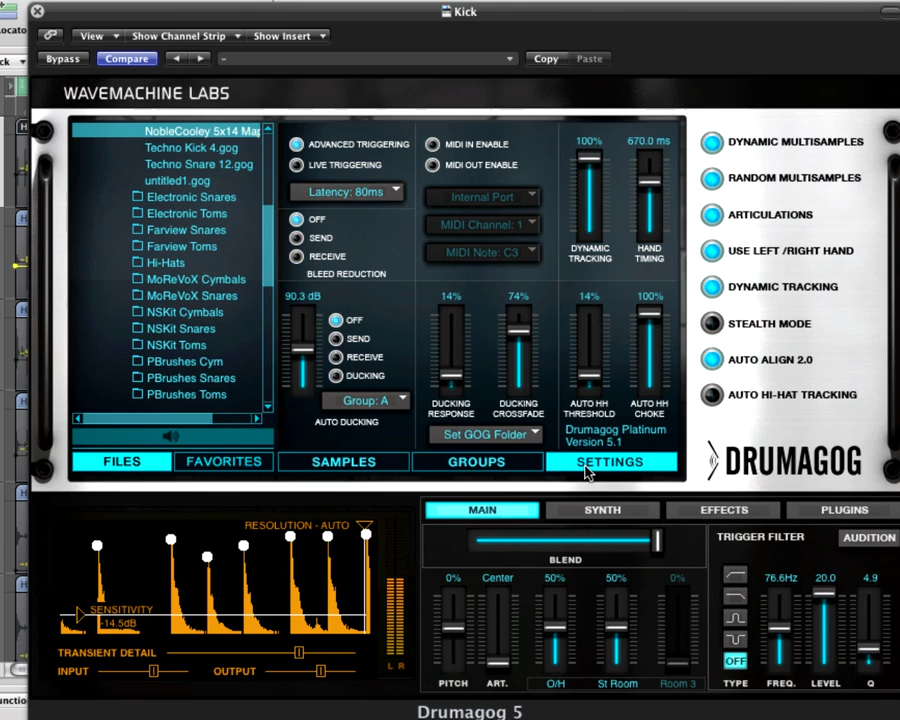 Kick
Locato
View
Show Channel Strip
Show Insert
ck
Bypass
Compare
-
Copy
Paste
WAVEMACHINE LABS
NobleCooley 5x14 Map
Techno Kick 4.gog
Techno Snare 12.gog
untitled1.gog
Electronic Snares
Electronic Toms
Farview Snares
Farview Toms
Hi-Hats
MoReVoX Cymbals
MoReVoX Snares
NSKit Cymbals
NSKit Snares
NSKit Toms
PBrushes Cym
PBrushes Snares
PBrushes Toms
FILES
FAVORITES
ADVANCED TRIGGERING
LIVE TRIGGERING
Latency: 80ms
OFF
SEND
RECEIVE
BLEED REDUCTION
90.3 dB
OFF
SEND
RECEIVE
DUCKING
Group: A
AUTO DUCKING
SAMPLES
MIDI IN ENABLE
MIDI OUT ENABLE
Internal Port
MIDI Channel: 1
MIDI Note: C3
14%
74%
DUCKING RESPONSE
DUCKING CROSSFADE
Set GOG Folder
GROUPS
100%
670.0 ms
DYNAMIC TRACKING
HAND TIMING
14%
100%
AUTO HH THRESHOLD
AUTO HH CHOKE
Drumagog Platinum
Version 5.1
SETTINGS
DYNAMIC MULTISAMPLES
RANDOM MULTISAMPLES
ARTICULATIONS
USE LEFT /RIGHT HAND
DYNAMIC TRACKING
STEALTH MODE
AUTO ALIGN 2.0
AUTO HI-HAT TRACKING
DRUMAGOG
RESOLUTION - AUTO
SENSITIVITY
-14.5dB
TRANSIENT DETAIL
INPUT
OUTPUT
L R
MAIN
SYNTH
EFFECTS
PLUGINS
BLEND
0%
Center
50%
50%
0%
PITCH
ART.
O/H
St Room
Room 3
TRIGGER FILTER
AUDITION
76.6Hz
20.0
4.9
OFF
TYPE
FREQ.
LEVEL
Q
unctio
Drumagog 5